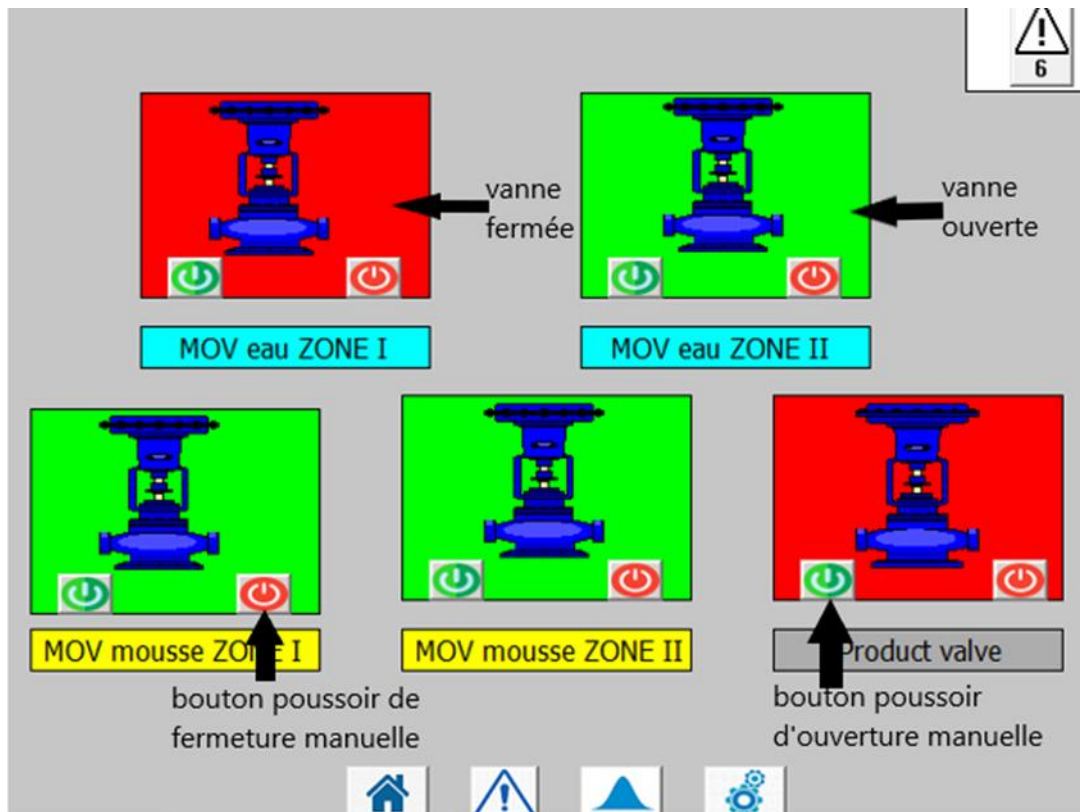 6
vanne
fermée
vanne
ouverte
MOV eau ZONE I
MOV eau ZONE II
MOV mousse ZONE I
MOV mousse ZONE II
Product valve
bouton poussoir de
fermeture manuelle
bouton poussoir
d'ouverture manuelle